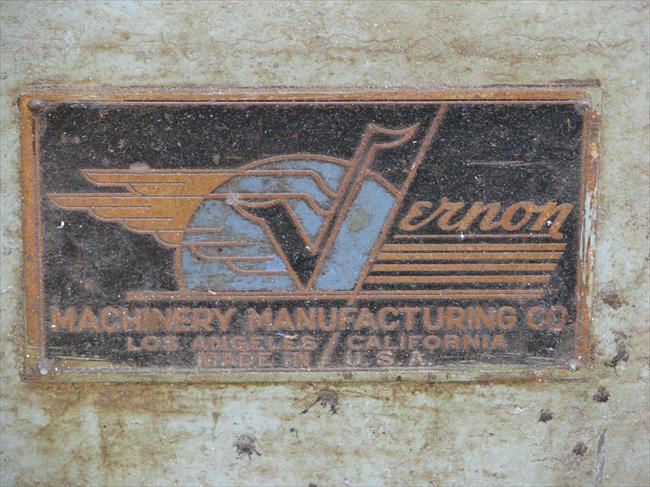 Vernon
MACHINERY MANUFACTURING CO
LOS ANGELES CALIFORNIA
MADE IN U.S.A